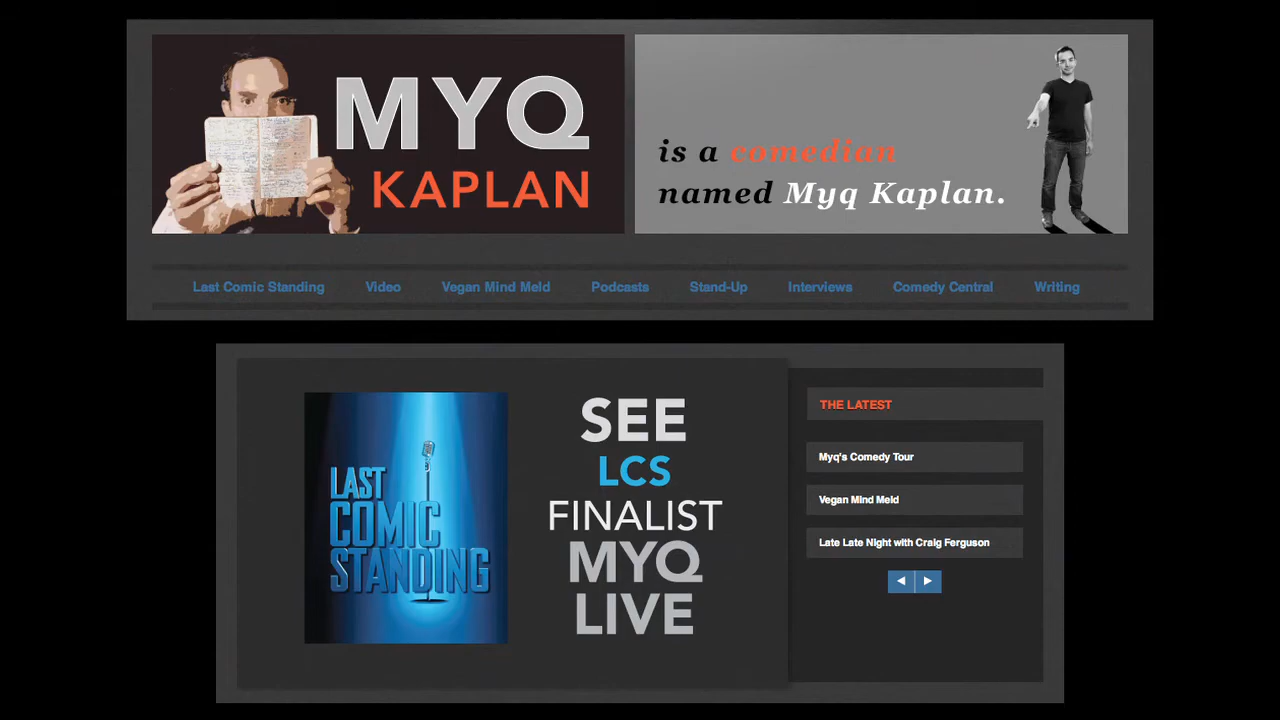 MYQ
KAPLAN
is a comedian
named Myq Kaplan.
Last Comic Standing Video Vegan Mind Meld Podcasts Stand-Up Interviews Comedy Central Writing
LAST
COMIC
STANDING
SEE
LCS
FINALIST
MYQ
LIVE
THE LATEST
Myq's Comedy Tour
Vegan Mind Meld
Late Late Night with Craig Ferguson